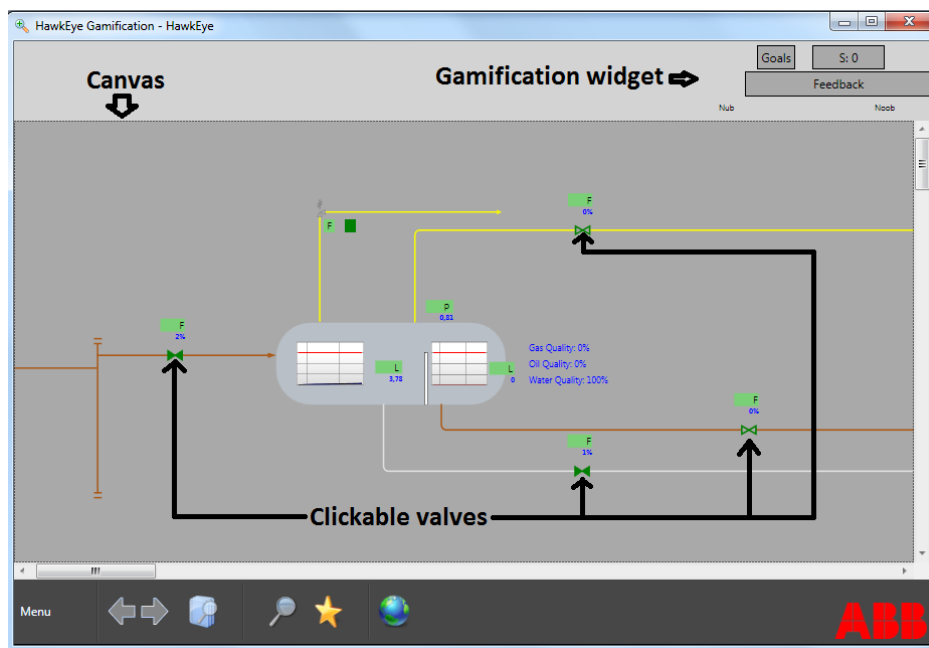 HawkEye Gamification - HawkEye
Goals
S: 0
Canvas
Gamification widget
Feedback
Nub
Noob
F
0%
F
P
0,81
F
2%
Gas Quality: 0%
L
3,78
L
0
Oil Quality: 0%
Water Quality: 100%
F
0%
F
1%
Clickable valves
Menu
ABB